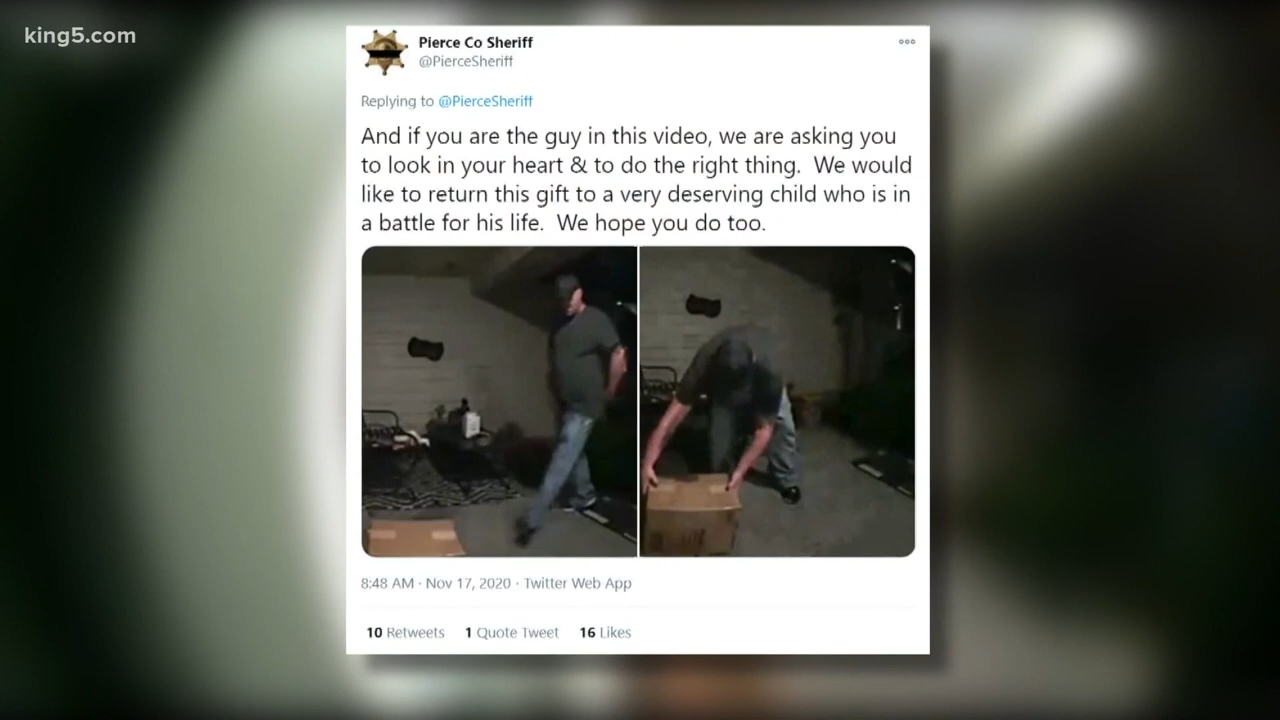 king5.com
Pierce Co Sheriff
@PierceSheriff
Replying to @PierceSheriff
And if you are the guy in this video, we are asking you
to look in your heart & to do the right thing.  We would
like to return this gift to a very deserving child who is in
a battle for his life.  We hope you do too.
8:48 AM · Nov 17, 2020 · Twitter Web App
10 Retweets 1 Quote Tweet 16 Likes